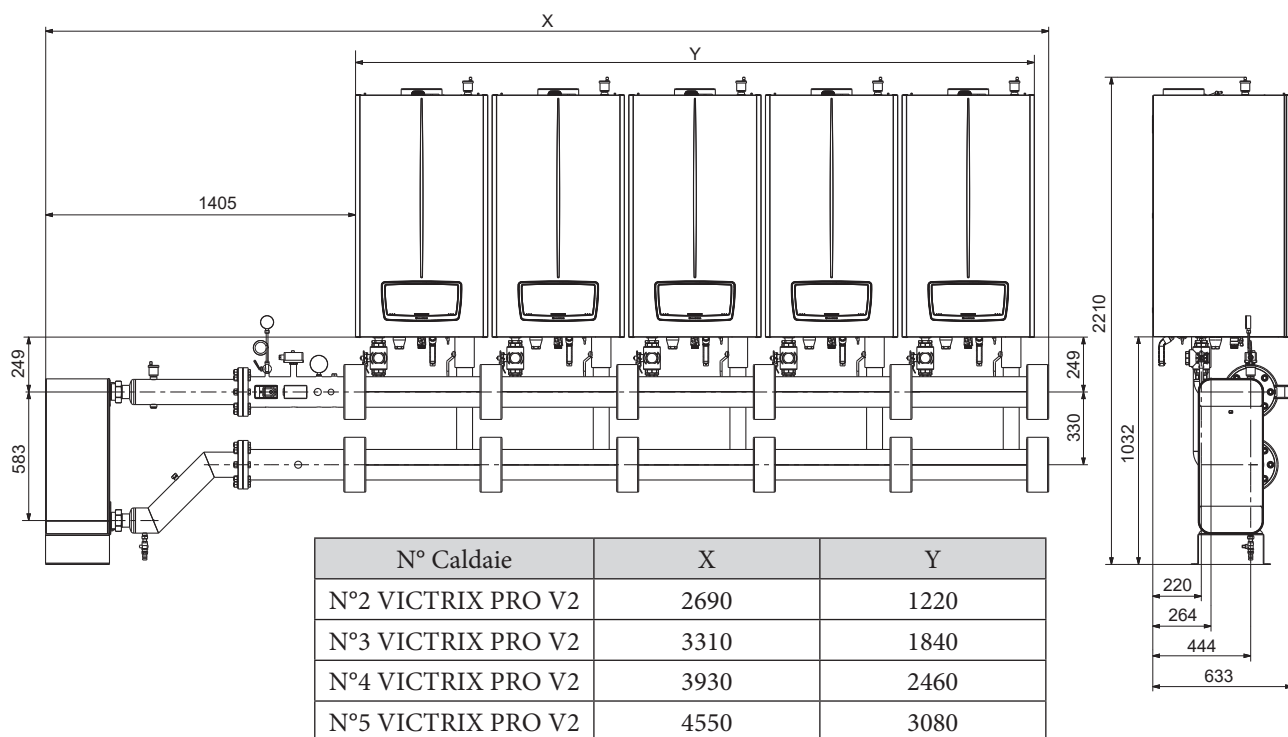 X
Y
1405
249
583
249
330
2210
1032
220
264
444
633
N° Caldaie X Y
N°2 VICTRIX PRO V2 2690 1220
N°3 VICTRIX PRO V2 3310 1840
N°4 VICTRIX PRO V2 3930 2460
N°5 VICTRIX PRO V2 4550 3080